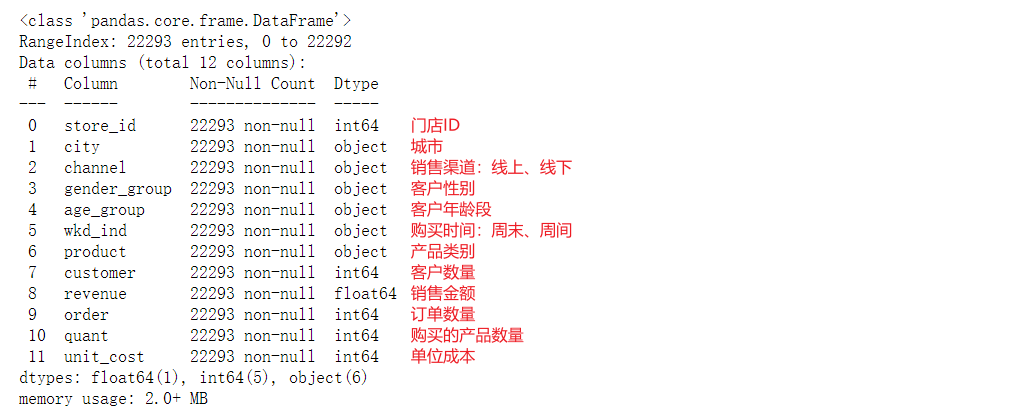 <class 'pandas.core.frame.DataFrame'>
RangeIndex: 22293 entries, 0 to 22292
Data columns (total 12 columns):
 #   Column        Non-Null Count  Dtype
---  ------        --------------  -----
 0   store_id      22293 non-null  int64    门店ID
 1   city          22293 non-null  object   城市
 2   channel       22293 non-null  object   销售渠道：线上、线下
 3   gender_group  22293 non-null  object   客户性别
 4   age_group     22293 non-null  object   客户年龄段
 5   wkd_ind       22293 non-null  object   购买时间：周末、周间
 6   product       22293 non-null  object   产品类别
 7   customer      22293 non-null  int64    客户数量
 8   revenue       22293 non-null  float64  销售金额
 9   order         22293 non-null  int64    订单数量
 10  quant         22293 non-null  int64    购买的产品数量
 11  unit_cost     22293 non-null  int64    单位成本
dtypes: float64(1), int64(5), object(6)
memory usage: 2.0+ MB